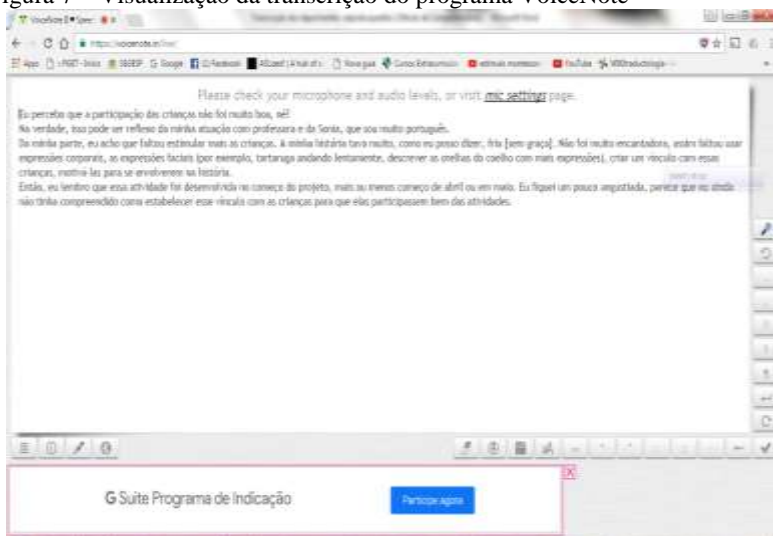 Figura 7 – Visualização da transcrição do programa VoiceNote
https://voicenote.in/live/
Apps
Google
Facebook
YouTube
Please check your microphone and audio levels, or visit mic settings page.
Eu percebo que a participação das crianças não foi muito boa, né?
Na verdade, isso pode ser reflexo da minha atuação com professora e da Sonia, que sou muito português.
Da minha parte, eu acho que faltou estimular mais as crianças. A minha história tava muito, como eu posso dizer, fria [sem graça]. Não foi muito encantadora, assim faltou usar
expressões corporais, as expressões faciais (por exemplo, tartaruga andando lentamente, descrever as orelhas do coelho com mais expressões), criar um vínculo com essas
crianças, motivá-las para se envolverem na história.
Então, eu lembro que essa atividade foi desenvolvida no começo do projeto, mais ou menos começo de abril ou em maio. Eu fiquei um pouco angustiada, parece que eu ainda
não tinha compreendido como estabelecer esse vínculo com as crianças para que elas participassem bem das atividades.
G Suite Programa de Indicação
Participe agora